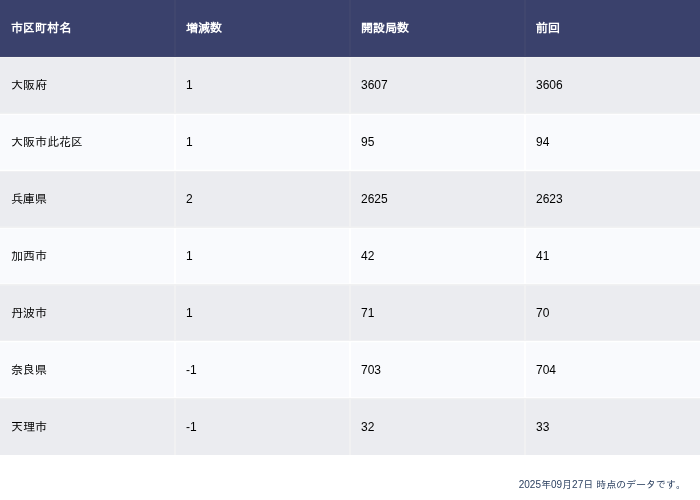 市区町村名 増減数 開設局数 前回
大阪府 1 3607 3606
大阪市此花区 1 95 94
兵庫県 2 2625 2623
加西市 1 42 41
丹波市 1 71 70
奈良県 -1 703 704
天理市 -1 32 33
2025年09月27日 時点のデータです。